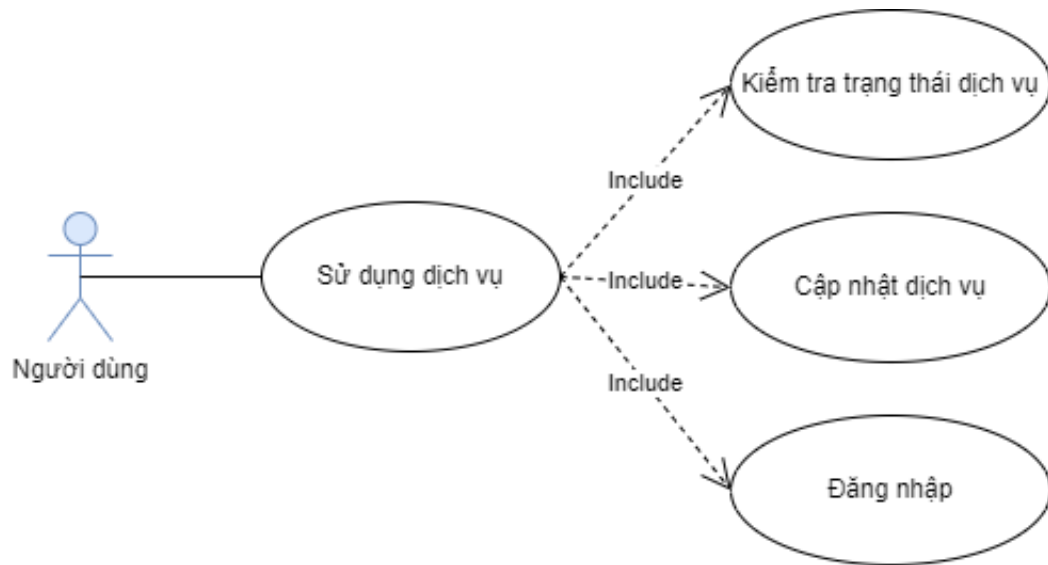 Kiểm tra trạng thái dịch vụ
Include
Sử dụng dịch vụ
Include
Cập nhật dịch vụ
Người dùng
Include
Đăng nhập